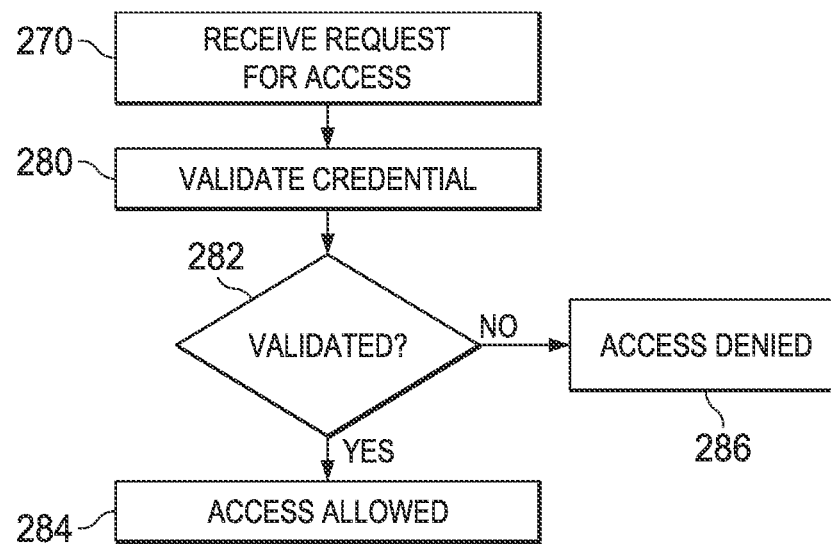 270
RECEIVE REQUEST
FOR ACCESS
280
VALIDATE CREDENTIAL
282
VALIDATED?
NO
ACCESS DENIED
286
YES
284
ACCESS ALLOWED